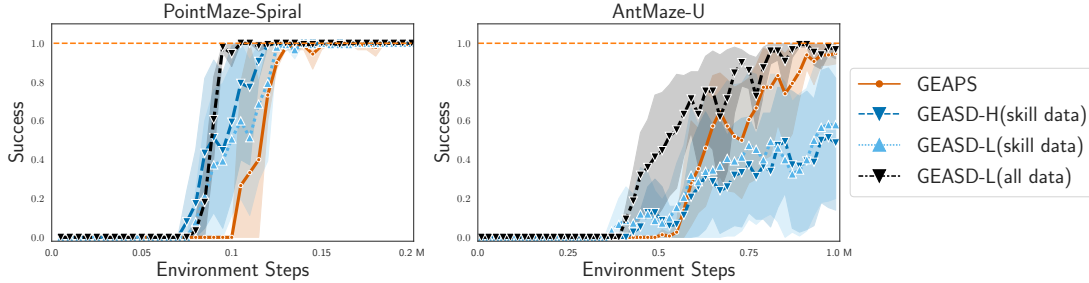 PointMaze-Spiral
AntMaze-U
Success
1.0
0.8
0.6
0.4
0.2
0.0
0.0
0.05
0.1
0.15
0.2 M
Environment Steps
Success
1.0
0.8
0.6
0.4
0.2
0.0
0.0
0.25
0.5
0.75
1.0 M
Environment Steps
GEAPS
GEASD-H(skill data)
GEASD-L(skill data)
GEASD-L(all data)